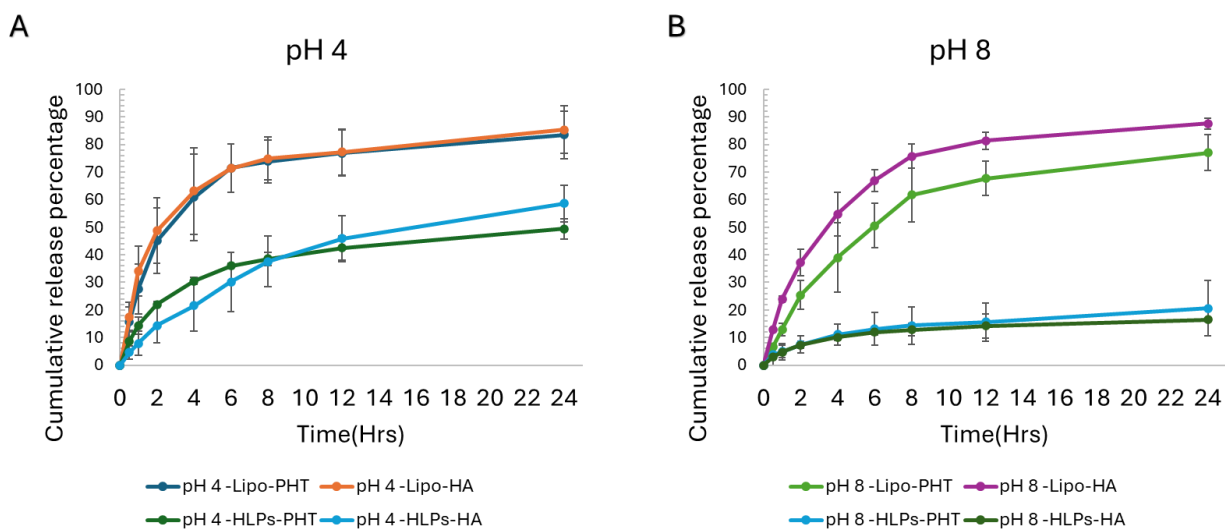 A
pH 4
Cumulative release percentage
100
90
80
70
60
50
40
30
20
10
0
0 2 4 6 8 10 12 14 16 18 20 22 24
Time(Hrs)
pH 4 -Lipo-PHT pH 4 -Lipo-HA
pH 4 -HLPs-PHT pH 4 -HLPs-HA
B
pH 8
Cumulative release percentage
100
90
80
70
60
50
40
30
20
10
0
0 2 4 6 8 10 12 14 16 18 20 22 24
Time(Hrs)
pH 8 -Lipo-PHT pH 8 -Lipo-HA
pH 8 -HLPs-PHT pH 8 -HLPs-HA